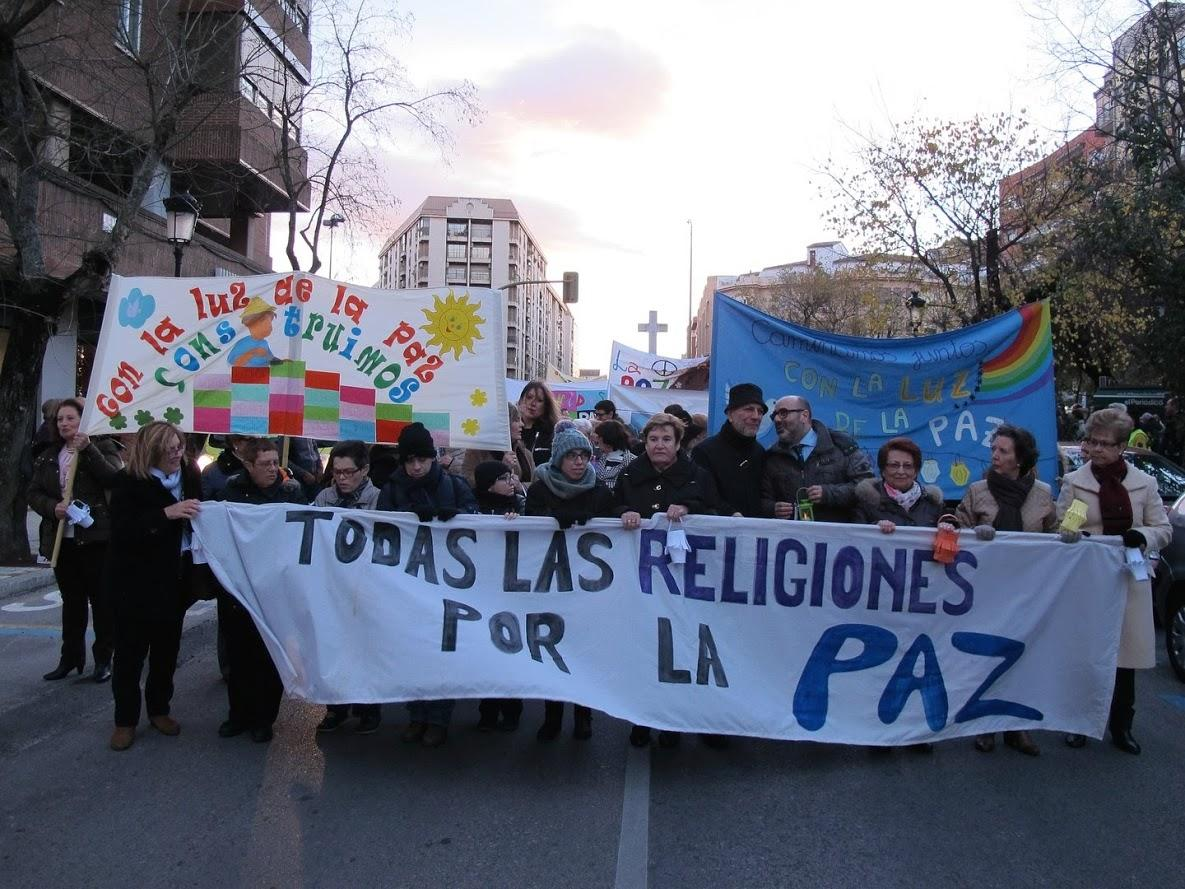 con la luz de la paz
construimos
La
PAZ
Caminamos juntos
CON LA LUZ
DE LA PAZ
TODAS LAS RELIGIONES
POR LA PAZ